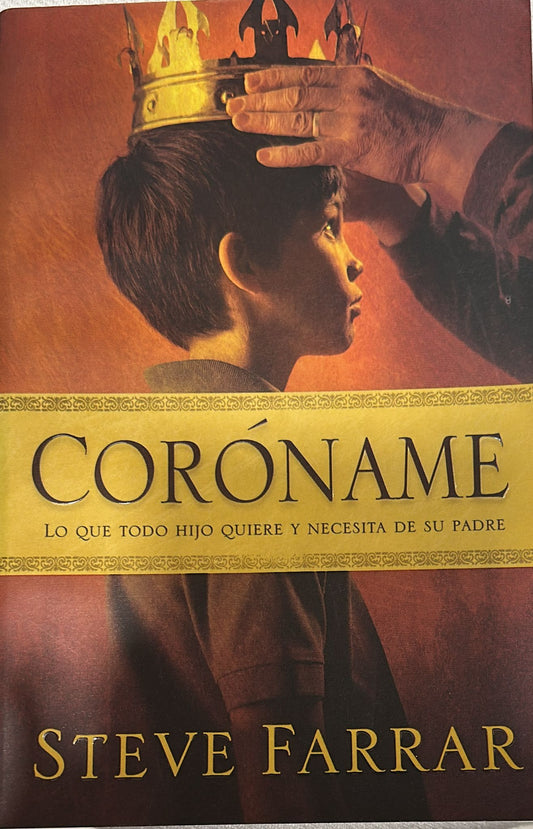 CORÓNAME
LO QUE TODO HIJO QUIERE Y NECESITA DE SU PADRE
STEVE FARRAR